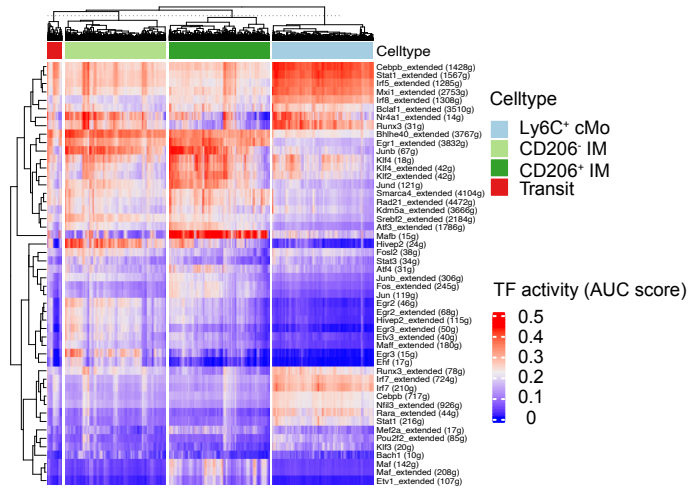 Celltype
Cebpb_extended (1428g)
Stat1_extended (1567g)
Irf5_extended (1285g)
Mxi1_extended (2753g)
Irf8_extended (1308g)
Bclaf1_extended (3510g)
Nr4a1_extended (14g)
Runx3 (31g)
Bhlhe40_extended (3767g)
Egr1_extended (3832g)
Junb (67g)
Klf4 (18g)
Klf4_extended (42g)
Klf2_extended (42g)
Jund (121g)
Smarca4_extended (4104g)
Rad21_extended (4472g)
Kdm5a_extended (3666g)
Srebf2_extended (2184g)
Atf3_extended (1786g)
Mafb (15g)
Hivep2 (24g)
Fosl2 (38g)
Stat3 (34g)
Atf4 (31g)
Junb_extended (306g)
Fos_extended (245g)
Jun (119g)
Egr2 (46g)
Egr2_extended (68g)
Hivep2_extended (115g)
Egr3_extended (50g)
Etv3_extended (40g)
Maff_extended (180g)
Egr3 (15g)
Ehf (17g)
Runx3_extended (78g)
Irf7_extended (724g)
Irf7 (210g)
Cebpb (717g)
Nfil3_extended (926g)
Rara_extended (44g)
Stat1 (216g)
Mef2a_extended (17g)
Pou2f2_extended (85g)
Klf3 (20g)
Bach1 (10g)
Maf (142g)
Maf_extended (208g)
Etv1_extended (107g)
Celltype
Ly6C⁺ cMo
CD206⁻ IM
CD206⁺ IM
Transit
TF activity (AUC score)
0.5
0.4
0.3
0.2
0.1
0